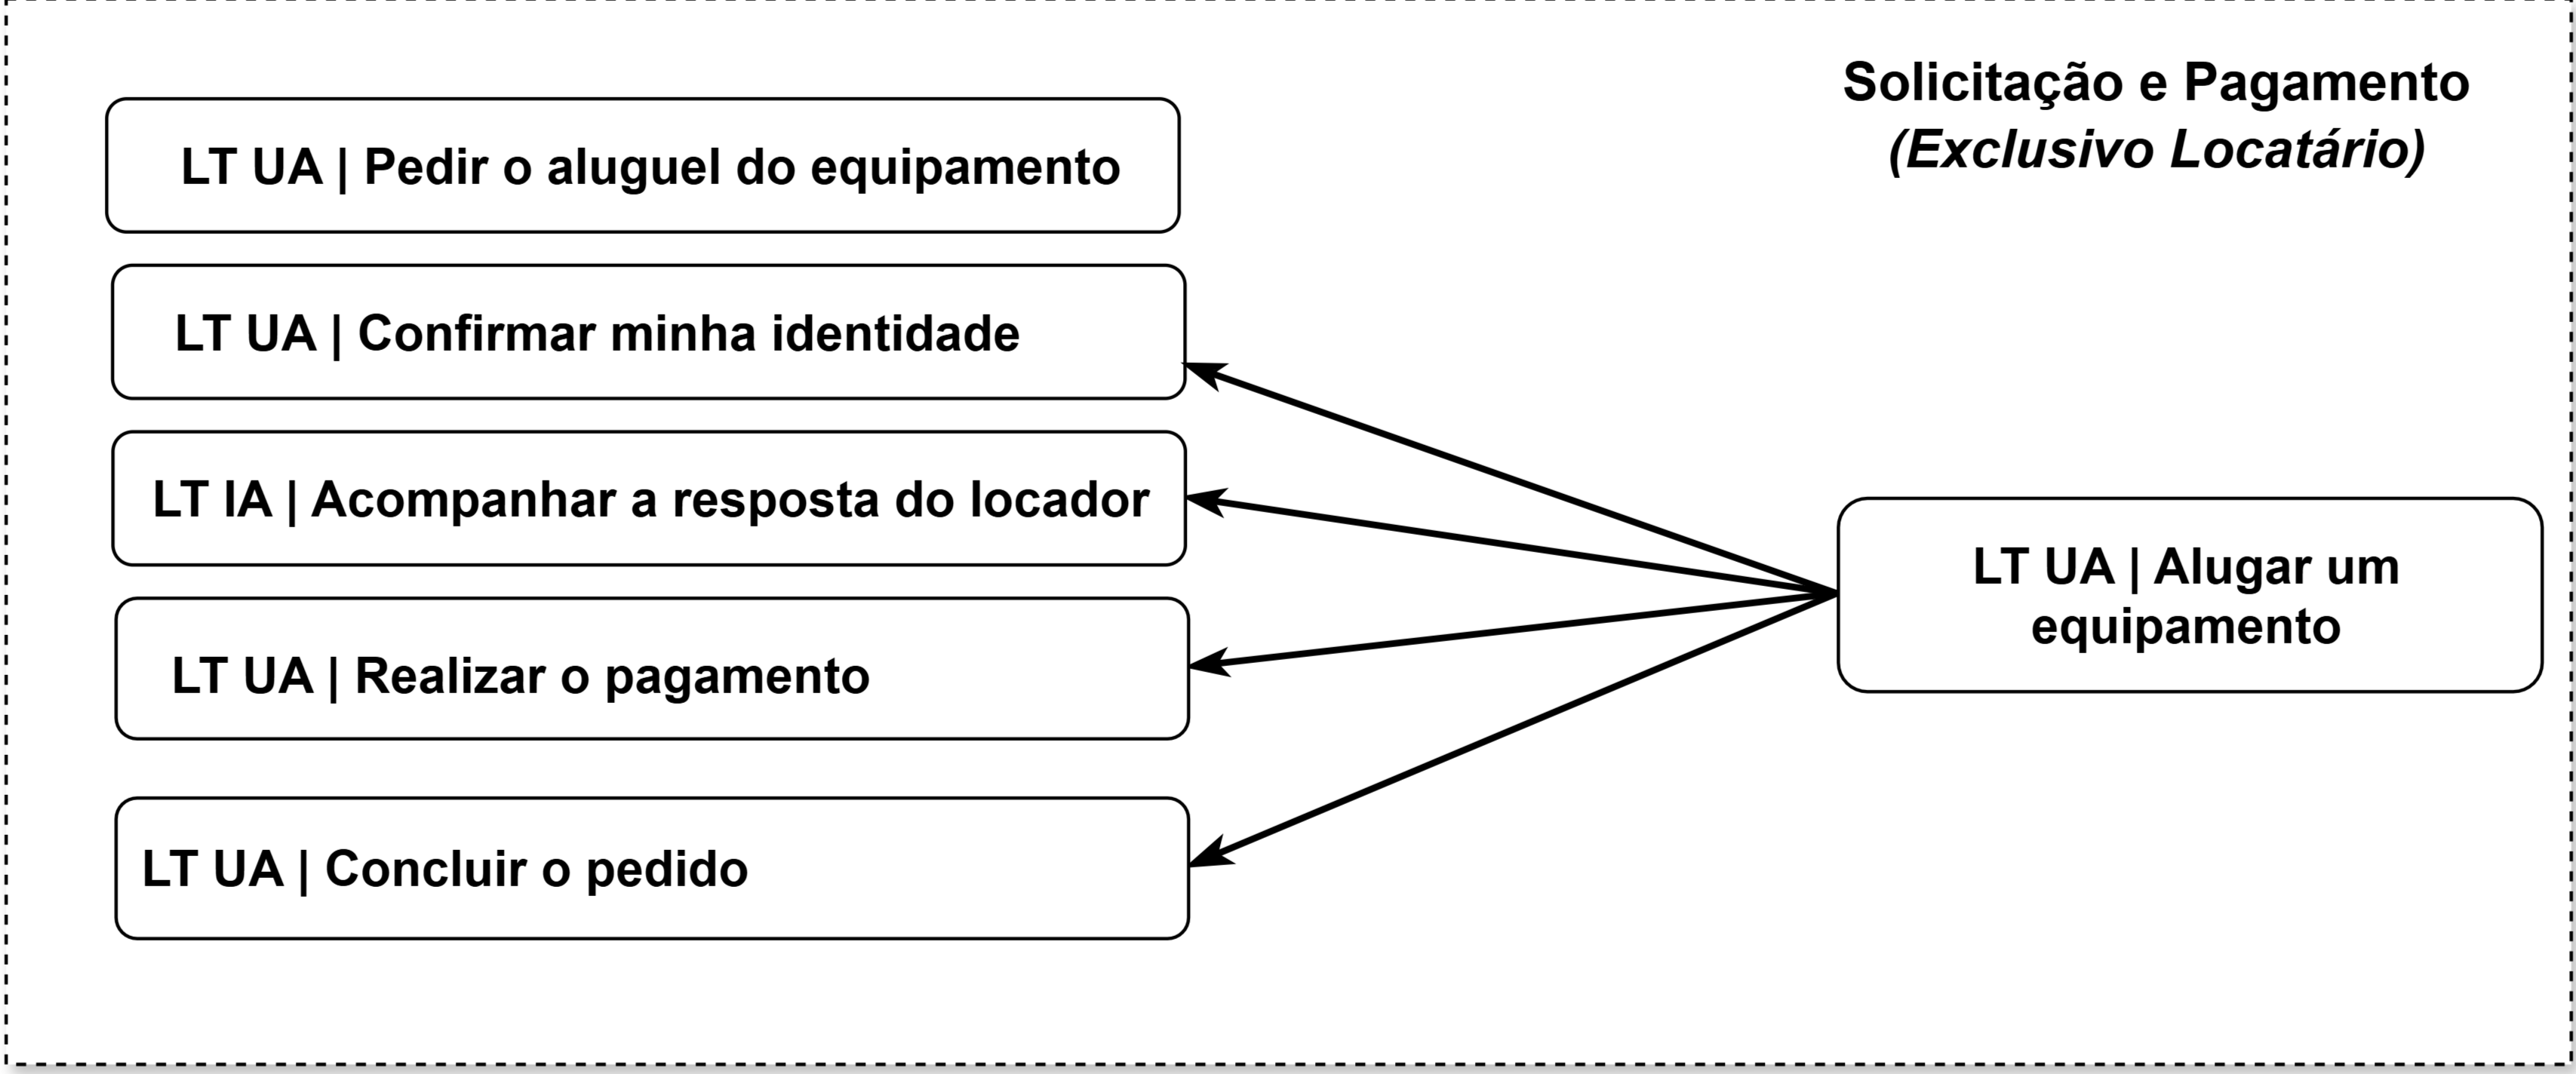 Solicitação e Pagamento
(Exclusivo Locatário)
LT UA | Pedir o aluguel do equipamento
LT UA | Confirmar minha identidade
LT IA | Acompanhar a resposta do locador
LT UA | Realizar o pagamento
LT UA | Concluir o pedido
LT UA | Alugar um
equipamento